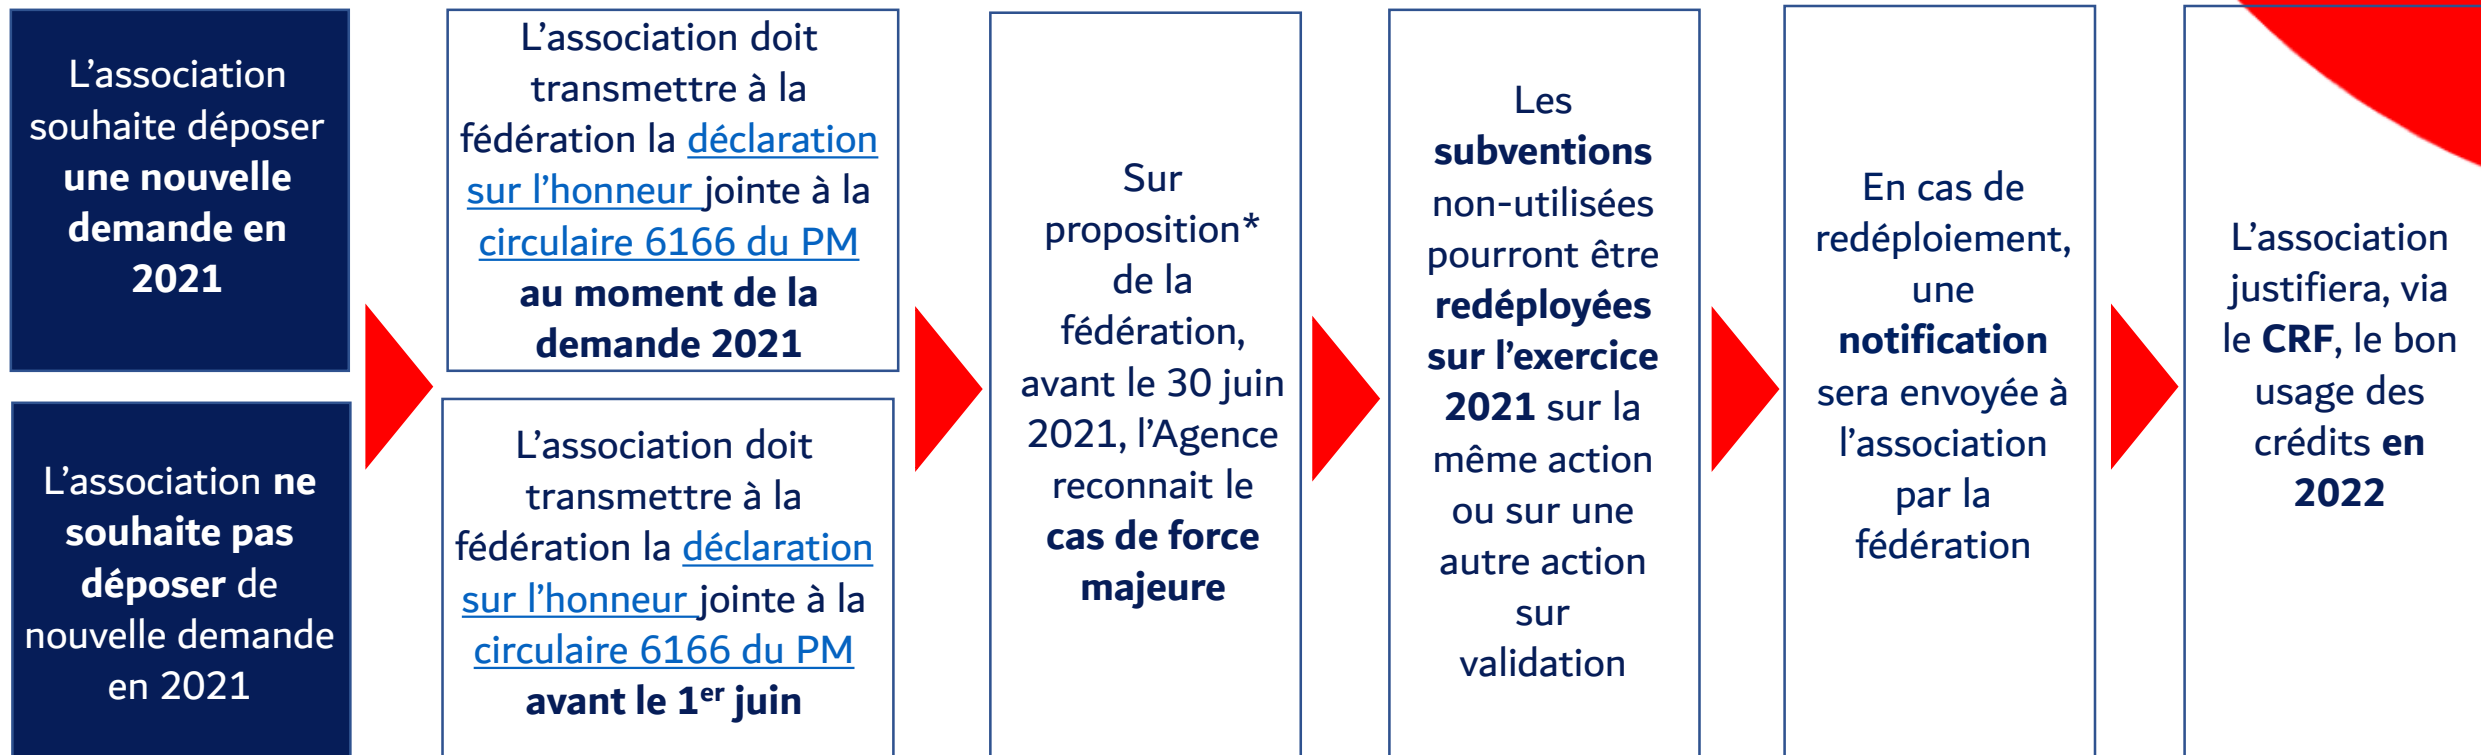 L’association
souhaite déposer
une nouvelle
demande en
2021
L’association ne
souhaite pas
déposer de
nouvelle demande
en 2021
L’association doit
transmettre à la
fédération la déclaration
sur l’honneur jointe à la
circulaire 6166 du PM
au moment de la
demande 2021
L’association doit
transmettre à la
fédération la déclaration
sur l’honneur jointe à la
circulaire 6166 du PM
avant le 1er juin
Sur
proposition*
de la
fédération,
avant le 30 juin
2021, l’Agence
reconnait le
cas de force
majeure
Les
subventions
non-utilisées
pourront être
redéployées
sur l’exercice
2021 sur la
même action
ou sur une
autre action
sur
validation
En cas de
redéploiement,
une
notification
sera envoyée à
l’association
par la
fédération
L’association
justifiera, via
le CRF, le bon
usage des
crédits en
2022